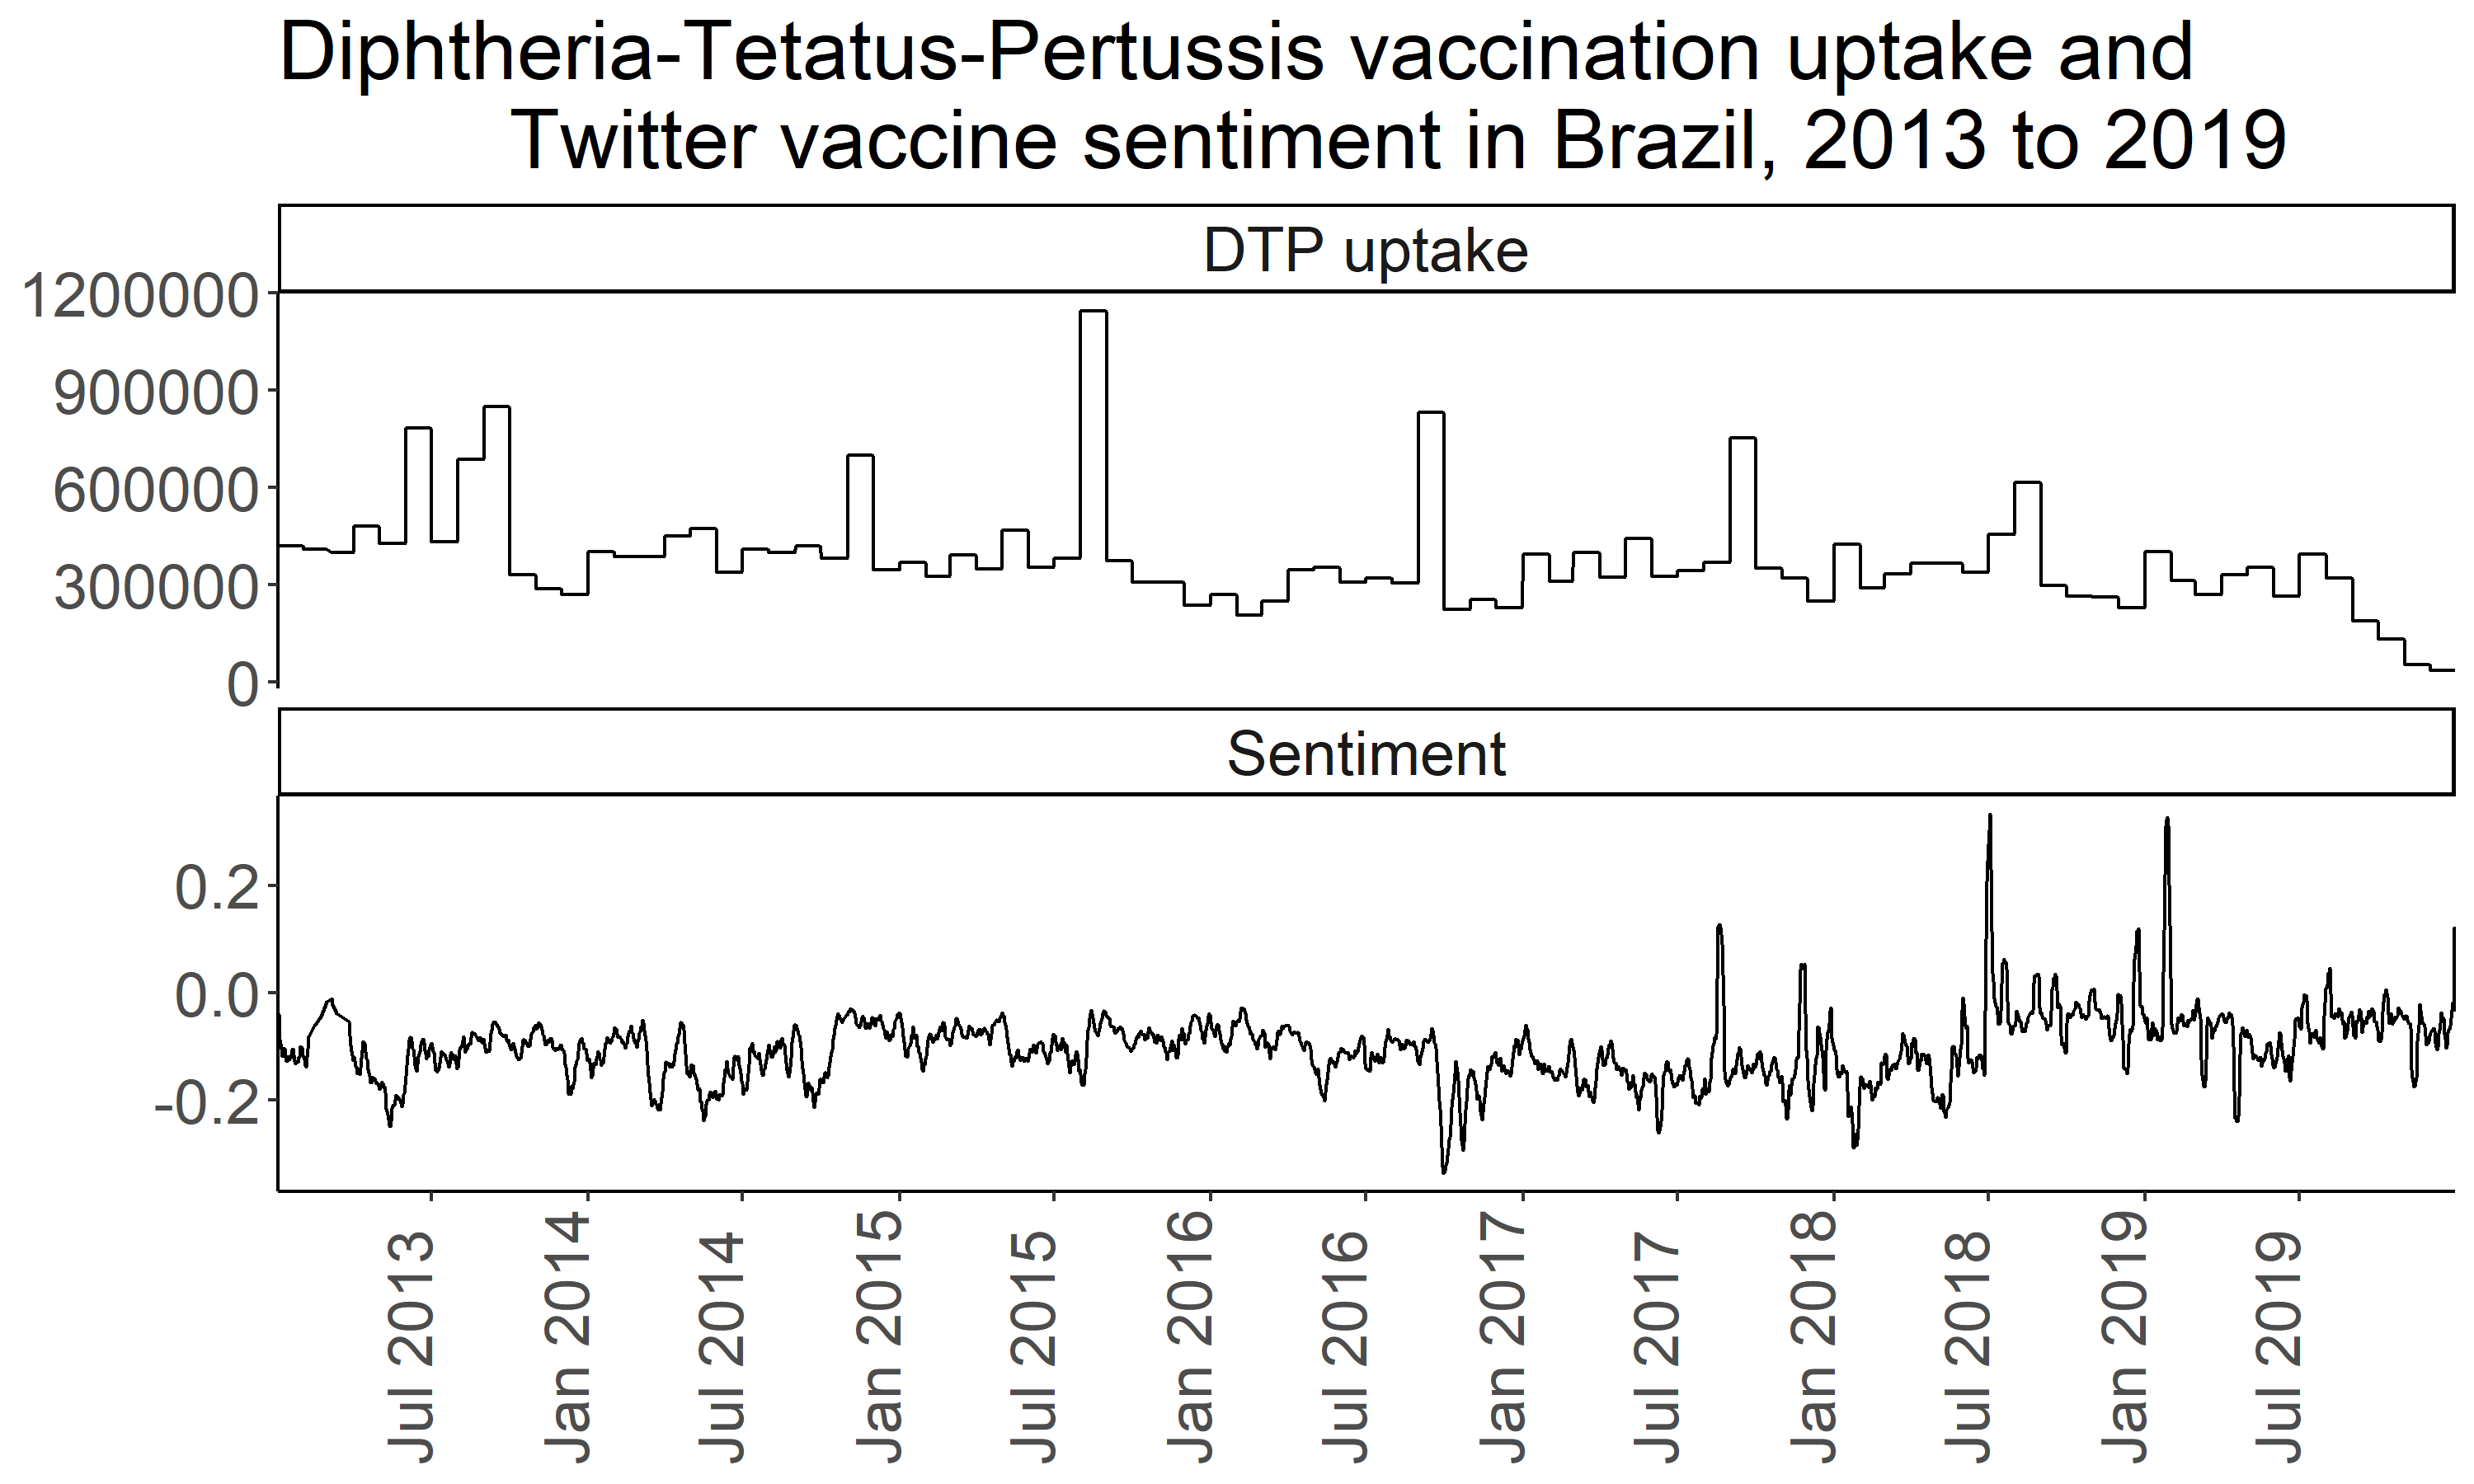 Diphtheria-Tetatus-Pertussis vaccination uptake and
Twitter vaccine sentiment in Brazil, 2013 to 2019
DTP uptake
1200000
900000
600000
300000
0
Sentiment
0.2
0.0
-0.2
Jul 2013
Jan 2014
Jul 2014
Jan 2015
Jul 2015
Jan 2016
Jul 2016
Jan 2017
Jul 2017
Jan 2018
Jul 2018
Jan 2019
Jul 2019